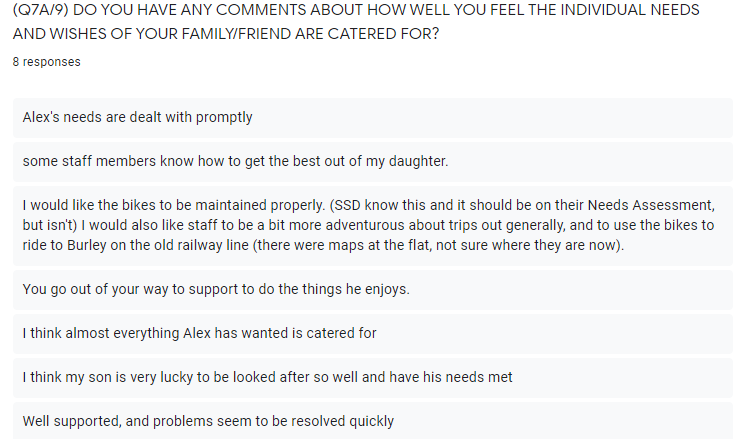 (Q7A/9) DO YOU HAVE ANY COMMENTS ABOUT HOW WELL YOU FEEL THE INDIVIDUAL NEEDS
AND WISHES OF YOUR FAMILY/FRIEND ARE CATERED FOR?
8 responses
Alex's needs are dealt with promptly
some staff members know how to get the best out of my daughter.
I would like the bikes to be maintained properly. (SSD know this and it should be on their Needs Assessment,
but isn't) I would also like staff to be a bit more adventurous about trips out generally, and to use the bikes to
ride to Burley on the old railway line (there were maps at the flat, not sure where they are now).
You go out of your way to support to do the things he enjoys.
I think almost everything Alex has wanted is catered for
I think my son is very lucky to be looked after so well and have his needs met
Well supported, and problems seem to be resolved quickly